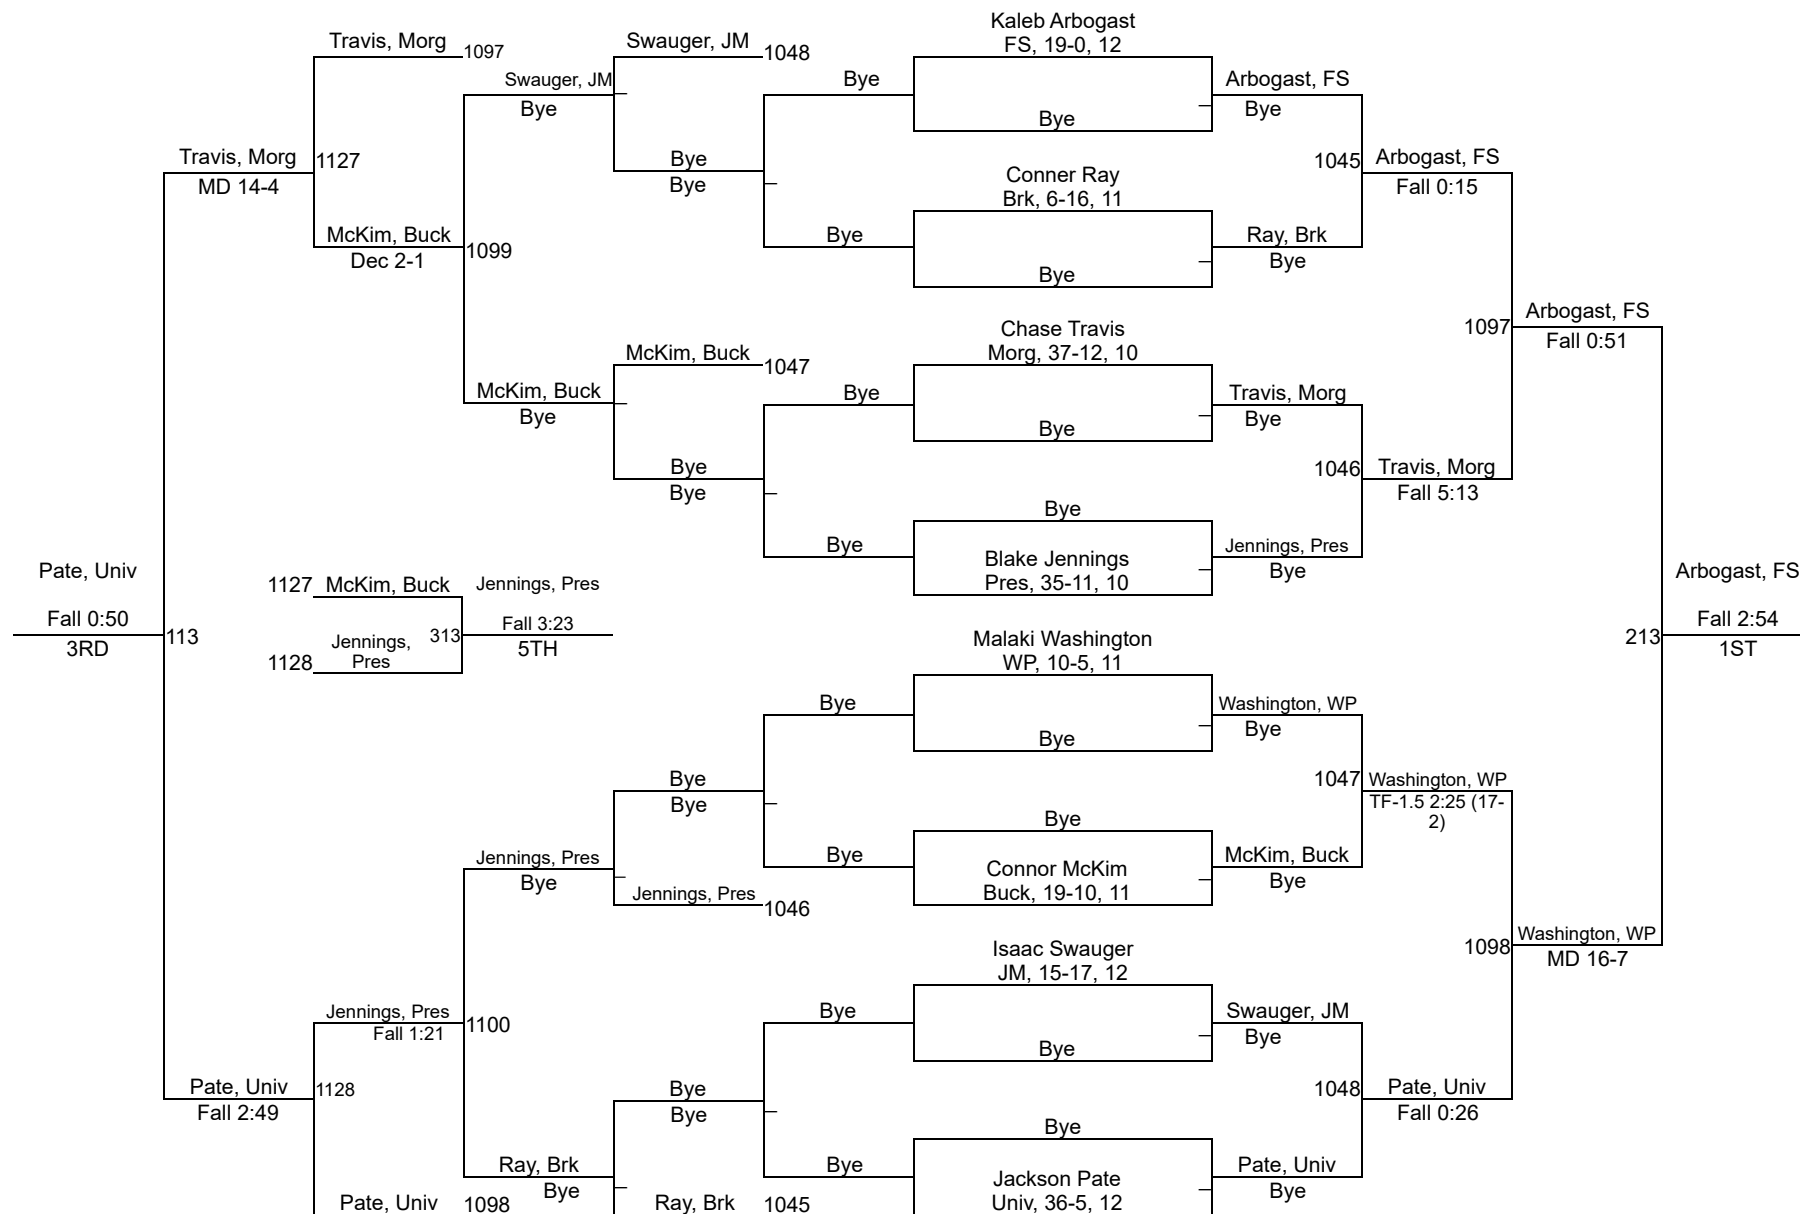 Kaleb Arbogast
FS, 19-0, 12
Travis, Morg
1097
Swauger, JM
1048
Swauger, JM
Bye
Bye
Arbogast, FS
Bye
Bye
Bye
Travis, Morg
1127
MD 14-4
Bye
Bye
1045
Arbogast, FS
Fall 0:15
Conner Ray
Brk, 6-16, 11
McKim, Buck
1099
Dec 2-1
Bye
Ray, Brk
Bye
Bye
Chase Travis
Morg, 37-12, 10
1097
Arbogast, FS
Fall 0:51
McKim, Buck
1047
McKim, Buck
Bye
Bye
Travis, Morg
Bye
Bye
Bye
Bye
1046
Travis, Morg
Fall 5:13
Bye
Bye
Blake Jennings
Pres, 35-11, 10
Jennings, Pres
Bye
Pate, Univ
Fall 0:50
3RD
113
1127
McKim, Buck
Jennings, Pres
Jennings,
Pres
1128
313
Fall 3:23
5TH
Arbogast, FS
213
Fall 2:54
1ST
Malaki Washington
WP, 10-5, 11
Bye
Bye
Washington, WP
Bye
Bye
Bye
1047
Washington, WP
TF-1.5 2:25 (17-
2)
Bye
Jennings, Pres
Bye
Bye
Connor McKim
Buck, 19-10, 11
McKim, Buck
Bye
Jennings, Pres
1046
1098
Washington, WP
MD 16-7
Isaac Swauger
JM, 15-17, 12
Jennings, Pres
1100
Fall 1:21
Bye
Bye
Swauger, JM
Bye
Pate, Univ
1128
Fall 2:49
Bye
Bye
1048
Pate, Univ
Fall 0:26
Bye
Ray, Brk
Bye
Bye
Jackson Pate
Univ, 36-5, 12
Pate, Univ
Bye
Pate, Univ
1098
Ray, Brk
1045